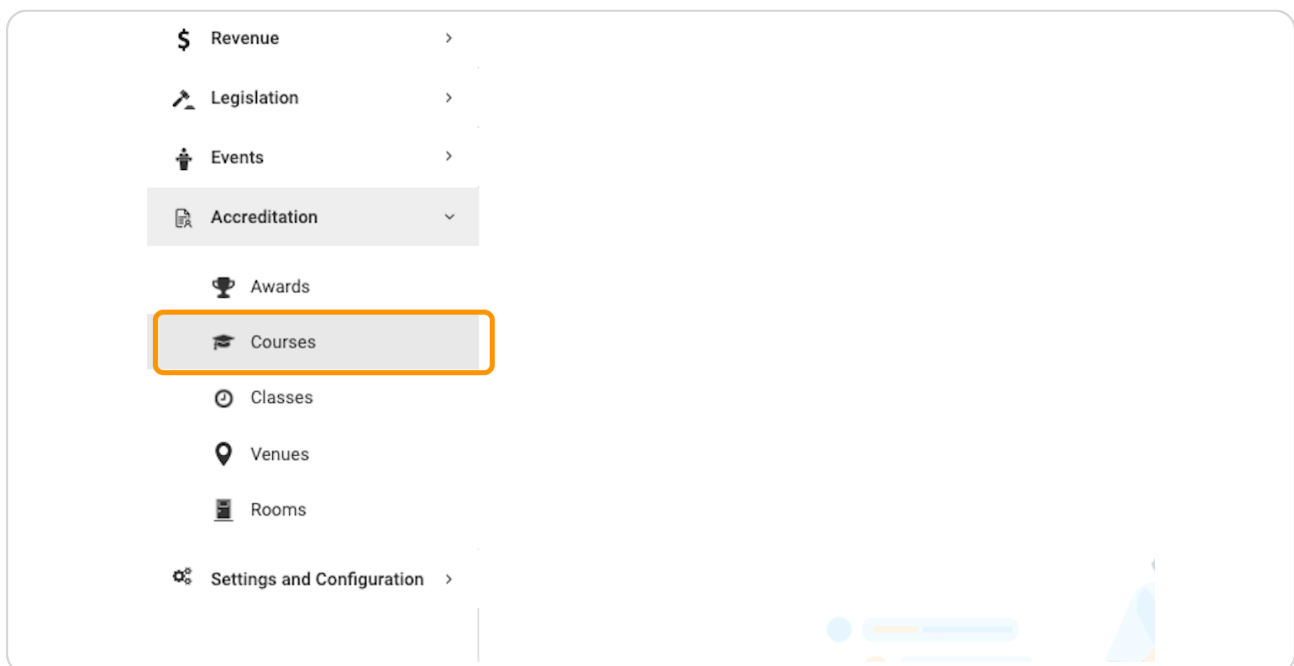 Revenue
Legislation
Events
Accreditation
Awards
Courses
Classes
Venues
Rooms
Settings and Configuration